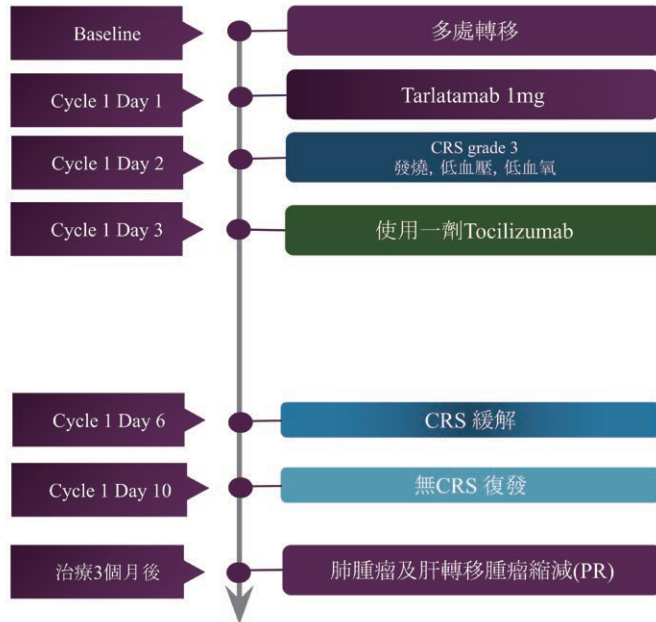 Baseline
多處轉移
Cycle 1 Day 1
Tarlatamab 1mg
Cycle 1 Day 2
CRS grade 3
發燒, 低血壓, 低血氧
Cycle 1 Day 3
使用一劑Tocilizumab
Cycle 1 Day 6
CRS 緩解
Cycle 1 Day 10
無CRS 復發
治療3個月後
肺腫瘤及肝轉移腫瘤縮減(PR)